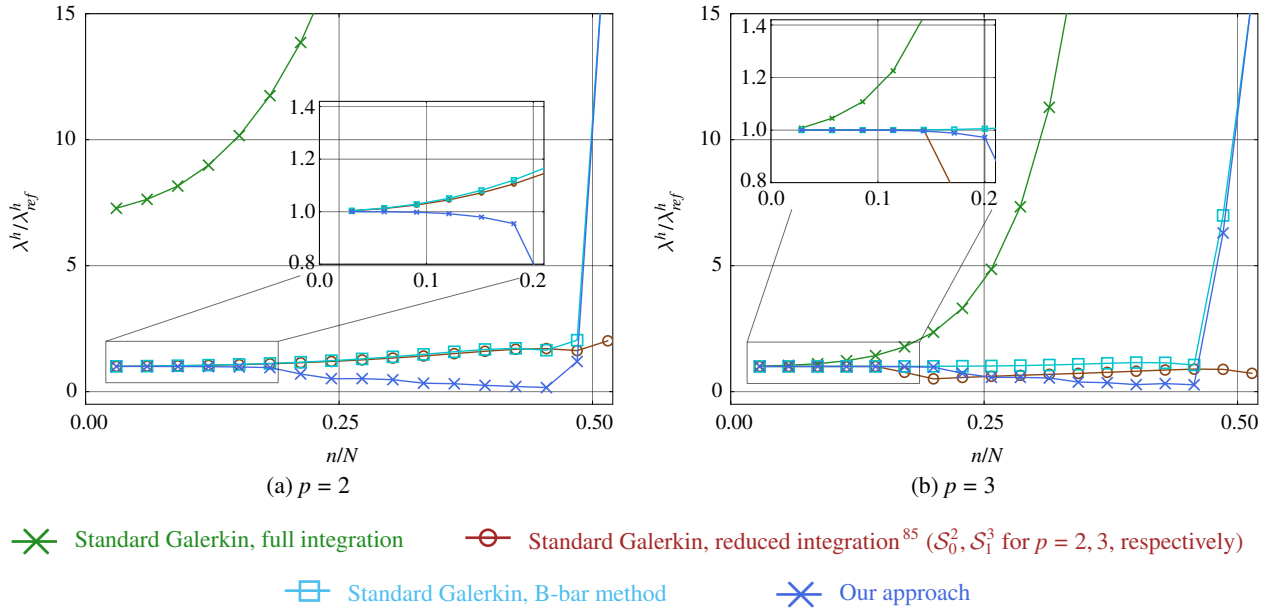 15
10
5
0
λ^h/λ^h_ref
0.00
0.25
0.50
n/N
1.4
1.2
1.0
0.8
0.0
0.1
0.2
(a) p = 2
15
10
5
0
λ^h/λ^h_ref
0.00
0.25
0.50
n/N
1.4
1.2
1.0
0.8
0.0
0.1
0.2
(b) p = 3
Standard Galerkin, full integration
Standard Galerkin, reduced integration^85 (𝒮^2_0, 𝒮^3_1 for p = 2, 3, respectively)
Standard Galerkin, B-bar method
Our approach